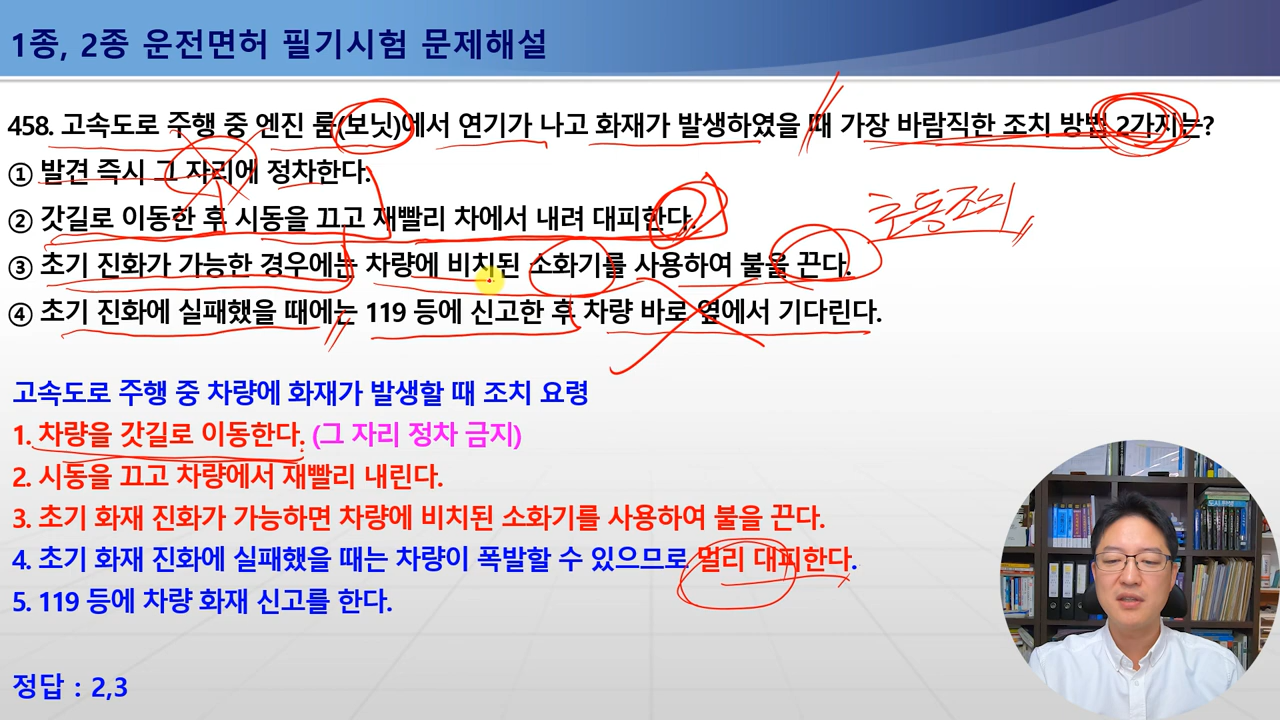 1종, 2종 운전면허 필기시험 문제해설
458. 고속도로 주행 중 엔진 룸(보닛)에서 연기가 나고 화재가 발생하였을 때 가장 바람직한 조치 방법 2가지는?
① 발견 즉시 그 자리에 정차한다.
② 갓길로 이동한 후 시동을 끄고 재빨리 차에서 내려 대피한다.
초동조치
③ 초기 진화가 가능한 경우에는 차량에 비치된 소화기를 사용하여 불을 끈다.
④ 초기 진화에 실패했을 때에는 119 등에 신고한 후 차량 바로 옆에서 기다린다.
고속도로 주행 중 차량에 화재가 발생할 때 조치 요령
1. 차량을 갓길로 이동한다. (그 자리 정차 금지)
2. 시동을 끄고 차량에서 재빨리 내린다.
3. 초기 화재 진화가 가능하면 차량에 비치된 소화기를 사용하여 불을 끈다.
4. 초기 화재 진화에 실패했을 때는 차량이 폭발할 수 있으므로 멀리 대피한다.
5. 119 등에 차량 화재 신고를 한다.
정답 : 2,3